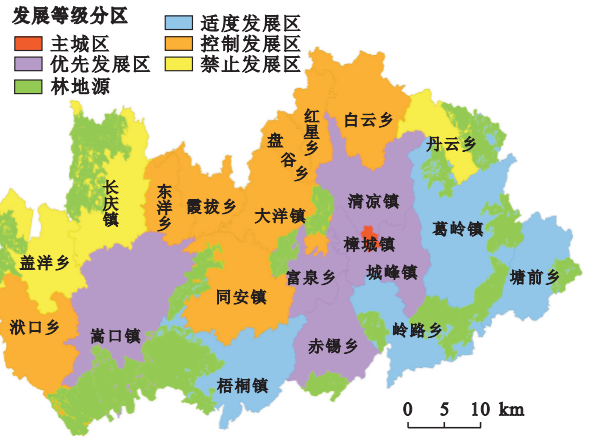 发展等级分区
主城区
优先发展区
林地源
适度发展区
控制发展区
禁止发展区
红星乡
白云乡
盘谷乡
丹云乡
长庆镇
东洋乡
霞拔乡
大洋镇
清凉镇
葛岭镇
樟城镇
盖洋乡
城峰镇
富泉乡
塘前乡
同安镇
洑口乡
嵩口镇
岭路乡
赤锡乡
梧桐镇
0 5 10 km